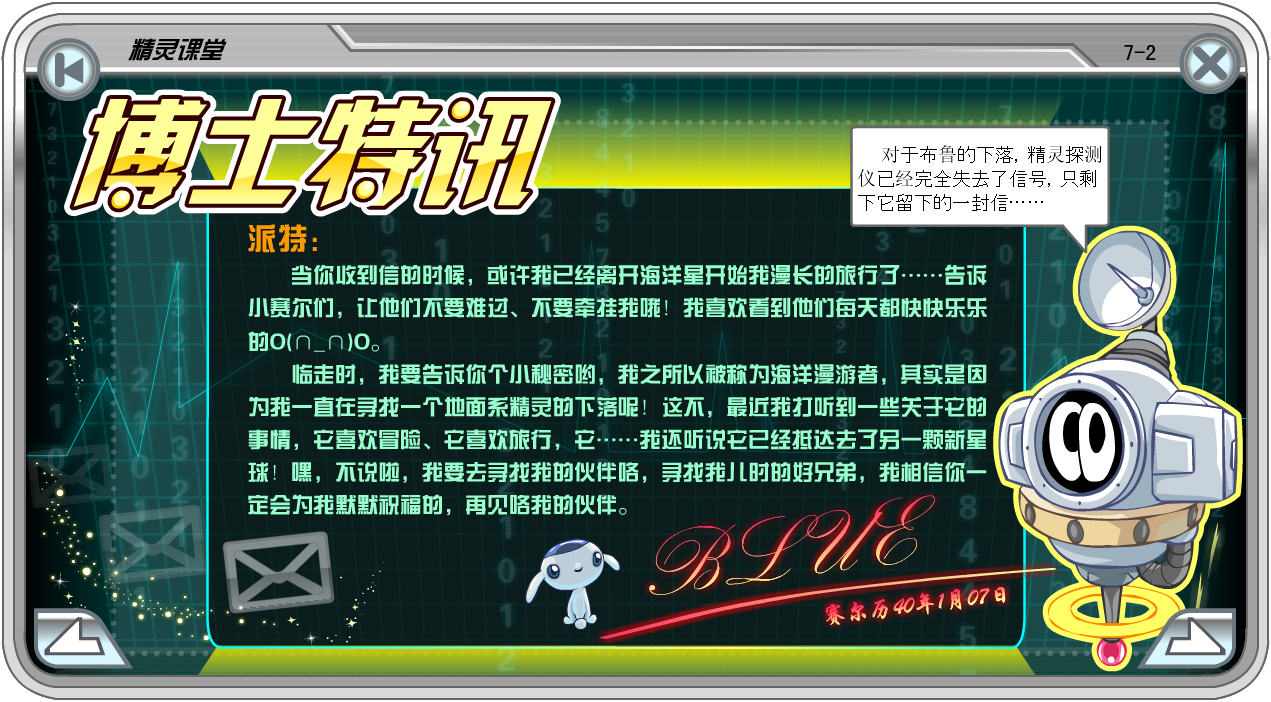 精灵课堂
7-2
博士特讯
对于布鲁的下落, 精灵探测
仪已经完全失去了信号, 只剩
下它留下的一封信……
派特：
当你收到信的时候，或许我已经离开海洋星开始我漫长的旅行了……告诉
小赛尔们，让他们不要难过、不要牵挂我哦！我喜欢看到他们每天都快快乐乐
的O(∩_∩)O。
临走时，我要告诉你个小秘密哟，我之所以被称为海洋漫游者，其实是因
为我一直在寻找一个地面系精灵的下落呢！这不，最近我打听到一些关于它的
事情，它喜欢冒险、它喜欢旅行，它……我还听说它已经抵达去了另一颗新星
球！嘿，不说啦，我要去寻找我的伙伴咯，寻找我儿时的好兄弟，我相信你一
定会为我默默祝福的，再见咯我的伙伴。
BLUE
赛尔历40年1月07日